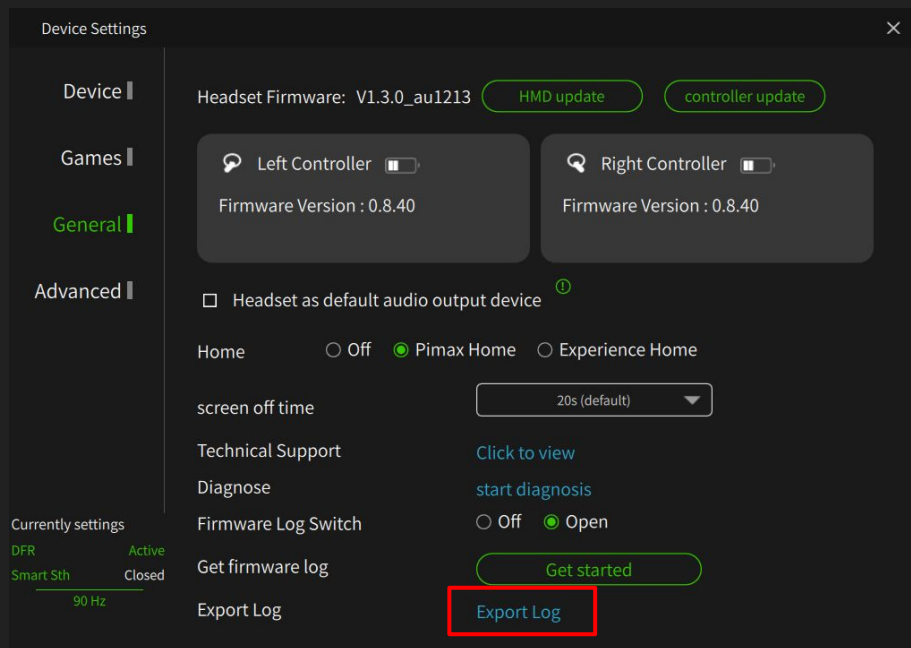 Device Settings
Device
Games
General
Advanced
Headset Firmware: V1.3.0_au1213 HMD update controller update
Left Controller
Firmware Version : 0.8.40
Right Controller
Firmware Version : 0.8.40
Headset as default audio output device
Home Off Pimax Home Experience Home
screen off time 20s (default)
Technical Support Click to view
Diagnose start diagnosis
Firmware Log Switch Off Open
Get firmware log Get started
Export Log Export Log
Currently settings
DFR Active
Smart Sth Closed
90 Hz